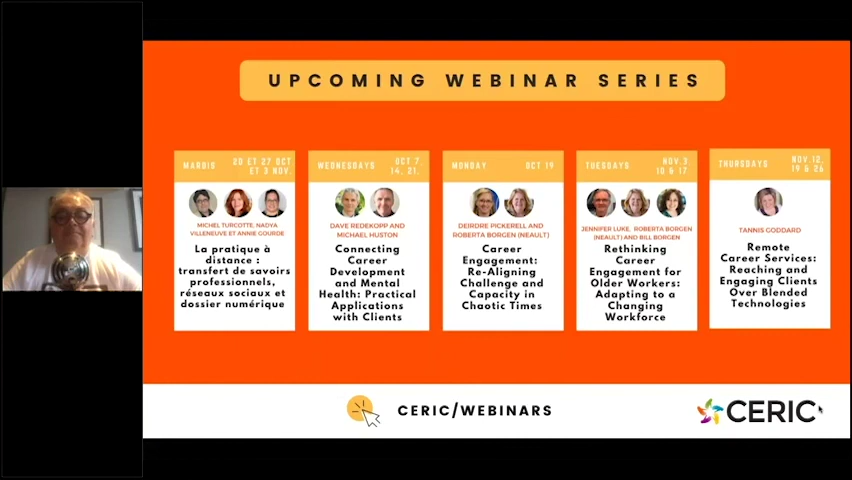 UPCOMING WEBINAR SERIES
MARDIS
20 ET 27 OCT
ET 3 NOV.
MICHEL TURCOTTE, NADYA
VILLENEUVE ET ANNIE GOURDE
La pratique à
distance :
transfert de savoirs
professionnels,
réseaux sociaux et
dossier numérique
WEDNESDAYS
OCT 7
14, 21,
DAVE REDEKOPP AND
MICHAEL HUSTON
Connecting
Career
Development
and Mental
Health: Practical
Applications
with Clients
MONDAY
OCT 19
DEIRDRE PICKERELL AND
ROBERTA BORGEN (NEAULT)
Career
Engagement:
Re-Aligning
Challenge and
Capacity in
Chaotic Times
TUESDAYS
NOV.3
10 & 17
JENNIFER LUKE, ROBERTA BORGEN
(NEAULT) AND BILL BORGEN
Rethinking
Career
Engagement for
Older Workers:
Adapting to a
Changing
Workforce
THURSDAYS
NOV 12,
19 & 26
TANNIS GODDARD
Remote
Career Services:
Reaching and
Engaging Clients
Over Blended
Technologies
CERIC/WEBINARS
CERIC